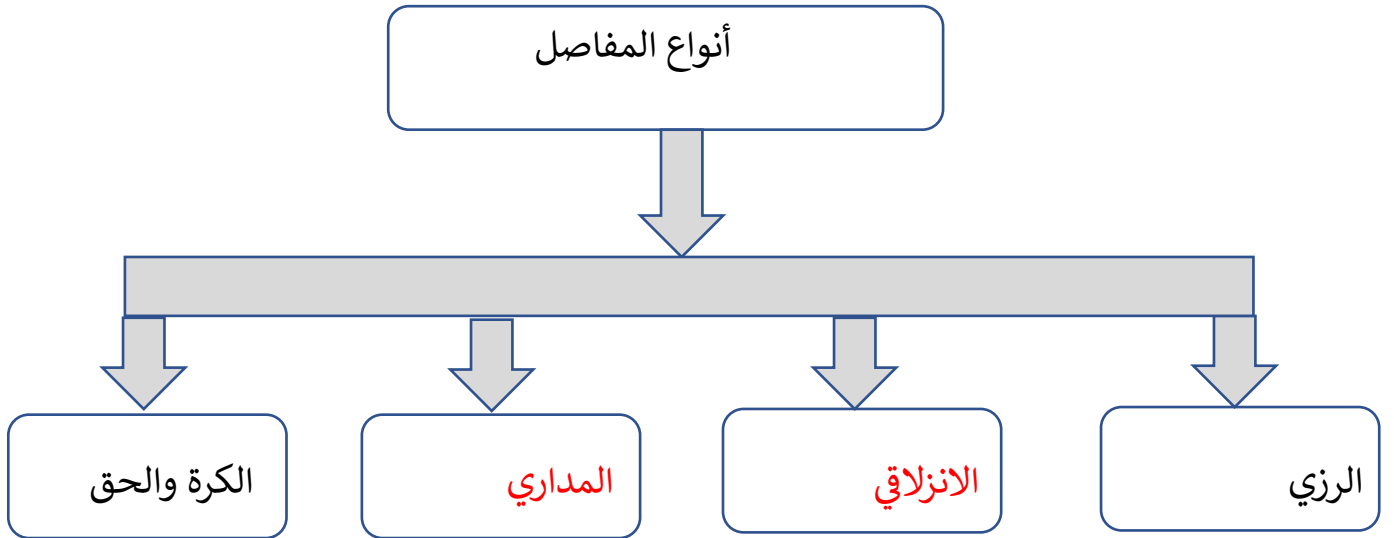 أنواع المفاصل
الرزي
الانزلاقي
المداري
الكرة والحق